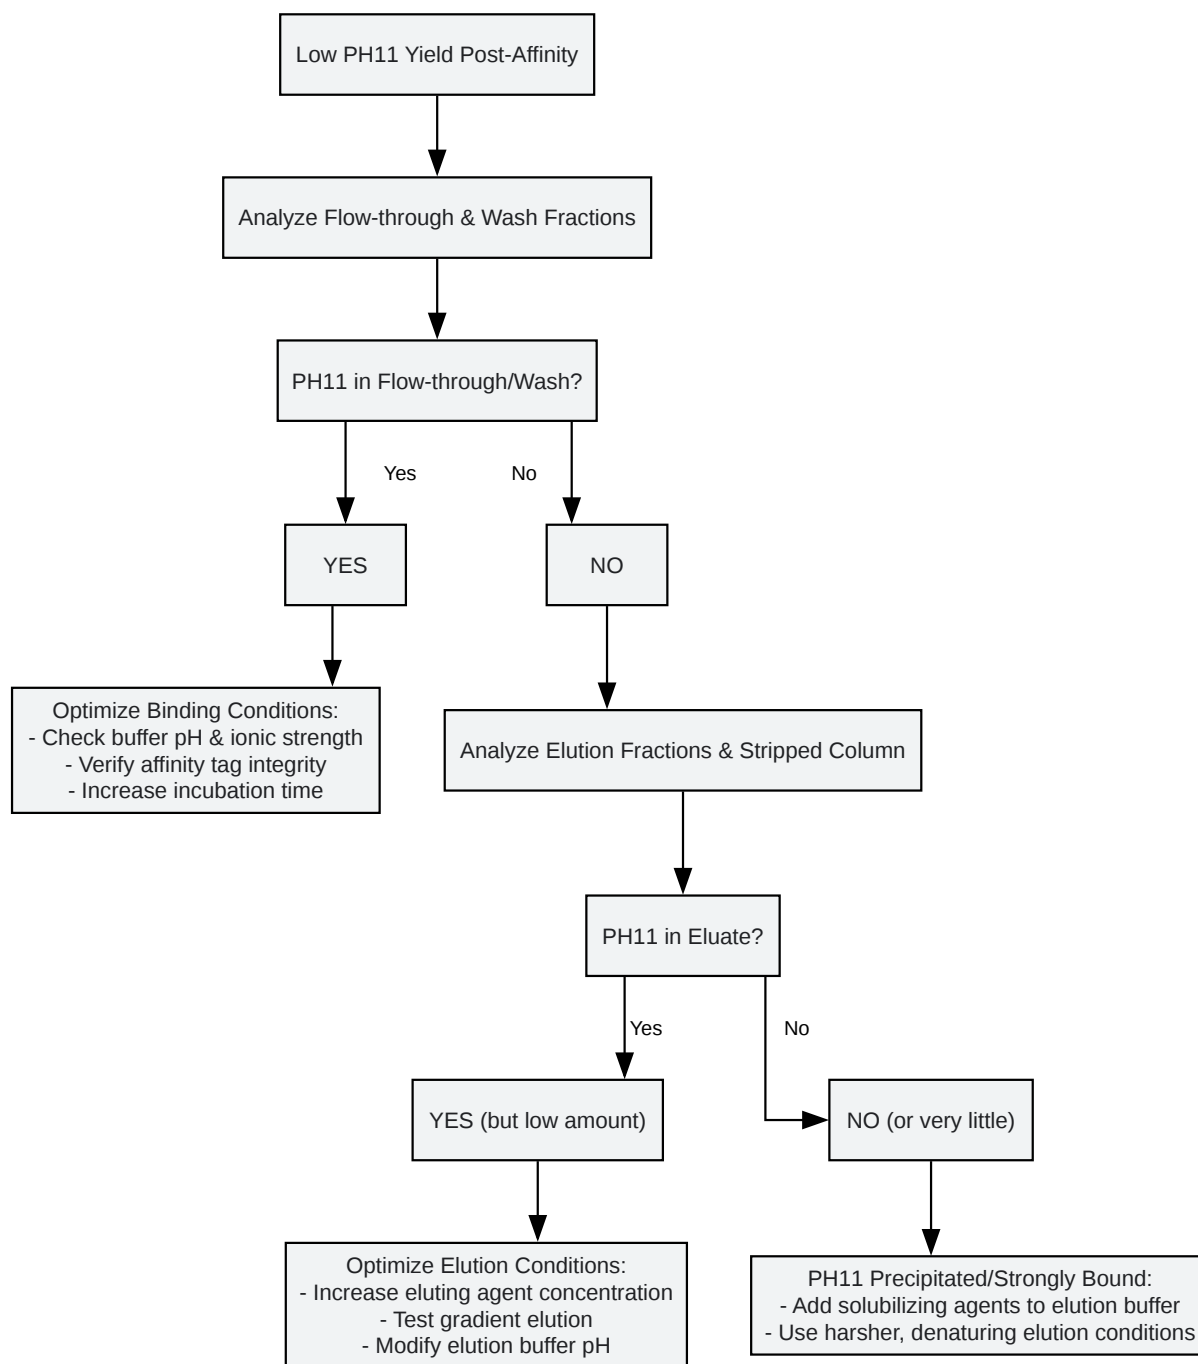 Low PH11 Yield Post-Affinity
Analyze Flow-through & Wash Fractions
PH11 in Flow-through/Wash?
Yes
No
YES
NO
Optimize Binding Conditions:
- Check buffer pH & ionic strength
- Verify affinity tag integrity
- Increase incubation time
Analyze Elution Fractions & Stripped Column
PH11 in Eluate?
Yes
No
YES (but low amount)
NO (or very little)
Optimize Elution Conditions:
- Increase eluting agent concentration
- Test gradient elution
- Modify elution buffer pH
PH11 Precipitated/Strongly Bound:
- Add solubilizing agents to elution buffer
- Use harsher, denaturing elution conditions